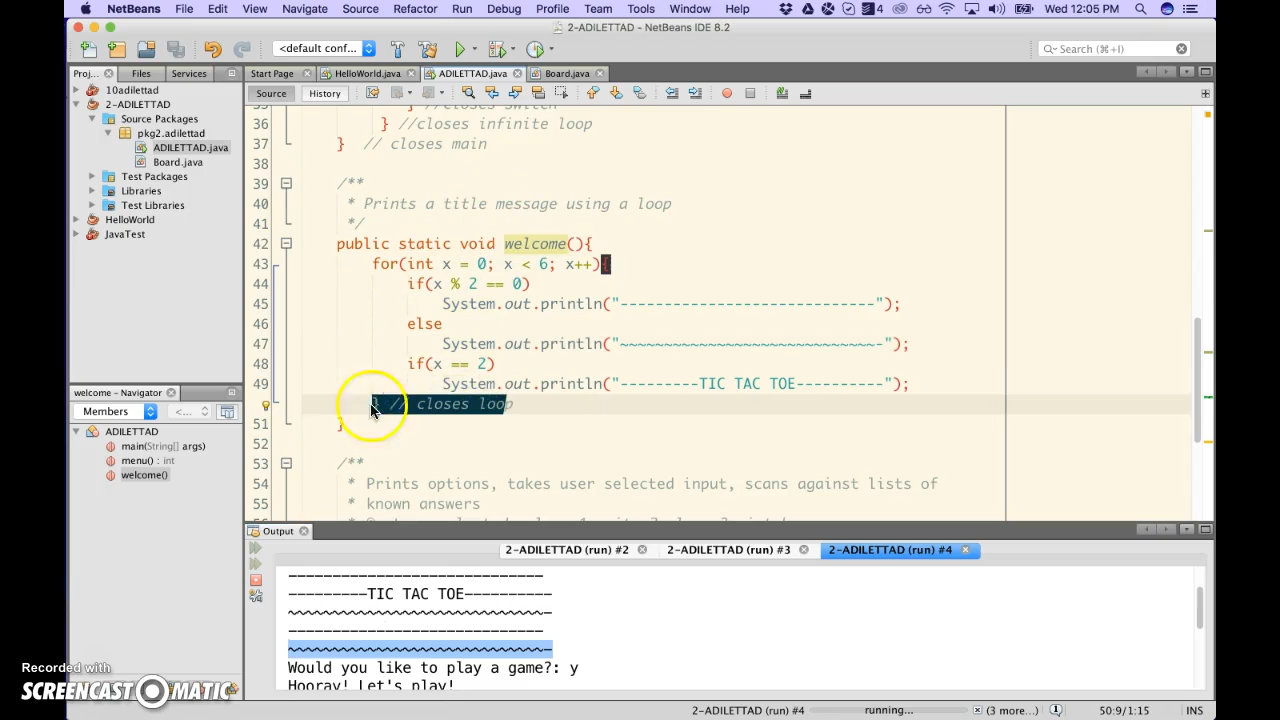 NetBeans File Edit View Navigate Source Refactor Run Debug Profile Team Tools Window Help 4 Wed 12:05 PM
2-ADILETTAD - NetBeans IDE 8.2
<default conf... Search (⌘+I)
Proj... Files Services Start Page HelloWorld.java ADILETTAD.java Board.java
Source History
10adilettad
2-ADILETTAD
Source Packages
pkg2.adilettad
ADILETTAD.java
Board.java
Test Packages
Libraries
Test Libraries
HelloWorld
JavaTest
35 } //closes switch
36 } //closes infinite loop
37 } // closes main
38
39 /**
40 * Prints a title message using a loop
41 */
42 public static void welcome(){
43 for(int x = 0; x < 6; x++){
44 if(x % 2 == 0)
45 System.out.println("-----------------------------");
46 else
47 System.out.println("~~~~~~~~~~~~~~~~~~~~~~~~~~~~-");
48 if(x == 2)
49 System.out.println("---------TIC TAC TOE----------");
} // closes loop
51 }
52
53 /**
54 * Prints options, takes user selected input, scans against lists of
55 * known answers
welcome - Navigator
Members <...
ADILETTAD
main(String[] args)
menu() : int
welcome()
Output
2-ADILETTAD (run) #2 2-ADILETTAD (run) #3 2-ADILETTAD (run) #4
-----------------------------
---------TIC TAC TOE----------
~~~~~~~~~~~~~~~~~~~~~~~~~~~~-
-----------------------------
~~~~~~~~~~~~~~~~~~~~~~~~~~~~-
Would you like to play a game?: y
Hooray! Let's play!
2-ADILETTAD (run) #4 running... (3 more...) 50:9/1:15 INS
Recorded with
SCREENCAST-O-MATIC